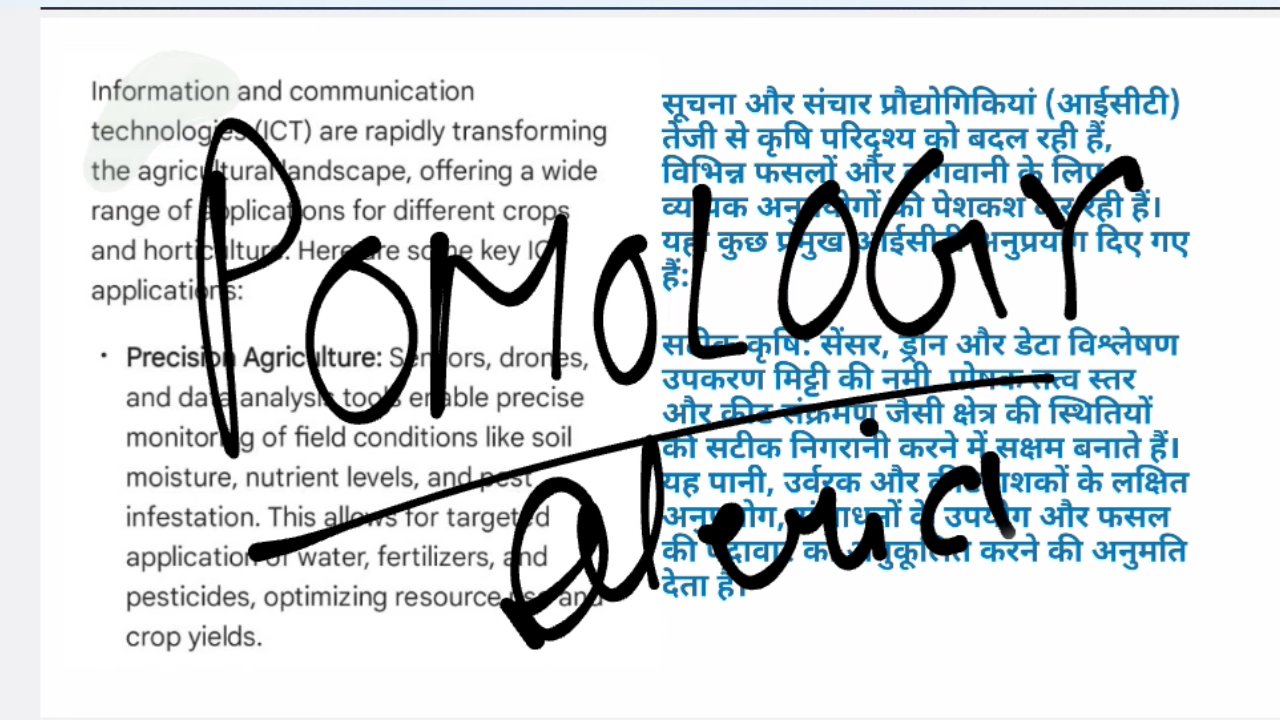 Information and communication
technologies (ICT) are rapidly transforming
the agricultural landscape, offering a wide
range of applications for different crops
and horticulture. Here are some key ICT
applications:
• Precision Agriculture: Sensors, drones,
and data analysis tools enable precise
monitoring of field conditions like soil
moisture, nutrient levels, and pest
infestation. This allows for targeted
application of water, fertilizers, and
pesticides, optimizing resource use and
crop yields.
सूचना और संचार प्रौद्योगिकियां (आईसीटी)
तेजी से कृषि परिदृश्य को बदल रही हैं,
विभिन्न फसलों और बागवानी के लिए
व्यापक अनुप्रयोगों की पेशकश कर रही हैं।
यहां कुछ प्रमुख आईसीटी अनुप्रयोग दिए गए
हैं:
सटीक कृषि: सेंसर, ड्रोन और डेटा विश्लेषण
उपकरण मिट्टी की नमी, पोषक तत्व स्तर
और कीट संक्रमण जैसी क्षेत्र की स्थितियों
की सटीक निगरानी करने में सक्षम बनाते हैं।
यह पानी, उर्वरक और कीटनाशकों के लक्षित
अनुप्रयोग, संसाधनों के उपयोग और फसल
की पैदावार को अनुकूलित करने की अनुमति
देता है।
POMOLOGY